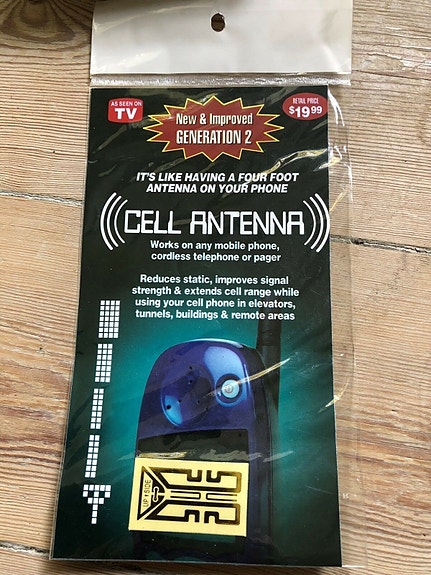 AS SEEN ON
TV
New & Improved
GENERATION 2
RETAIL PRICE
$19.99
IT'S LIKE HAVING A FOUR FOOT
ANTENNA ON YOUR PHONE
CELL ANTENNA
Works on any mobile phone,
cordless telephone or pager
Reduces static, improves signal
strength & extends cell range while
using your cell phone in elevators,
tunnels, buildings & remote areas
UP SIDE